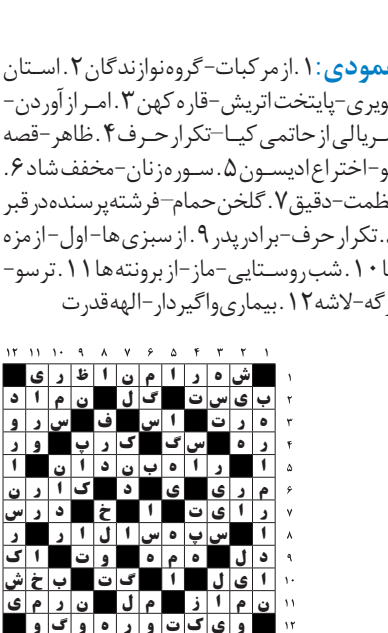 مودی: ۱. از مرکبات-گروه نوازندگان ۲. استان
ویری-پایتخت اتریش-قاره کهن ۳. امر از آوردن-
سریالی از حاتمی کیا-تکرار حرف ۴. ظاهر-قصه
و-اختراع ادیسون ۵. سوره زنان-مخفف شاد ۶.
ظمت-دقیق ۷. گلخن حمام-فرشته پرسنده در قبر
. تکرار حرف-برادر پدر ۹. از سبزی ها-اول-از مزه
ا ۱۰. شب روستایی-ماز-از برونته ها ۱۱. ترسو-
رگه-لاشه ۱۲. بیماری واگیردار-الهه قدرت
۱ ۲ ۳ ۴ ۵ ۶ ۷ ۸ ۹ ۱۰ ۱۱ ۱۲
۱ ش ه ر ا م ن ا ظ ر ی
۲ ب ی س ت گ ل ن م ا د
۳ ه ر ت ا س ف س ر و
۴ ر ه س گ ک ر پ و ر
۵ ا ر ا ه ب ن د ا ن ا
۶ م ر ی ی د ک ا ر ن
۷ ر ا ی ت ا خ د ر س
۸ ا س پ ه س ا ل ا ر ر
۹ د ل ه م ه و ت ا ک
۱۰ ا ی ل ا گ ت ب خ ش
۱۱ ن م ا ز م ل ن ر م ی
۱۲ و ی ک ت و ر ه و گ و